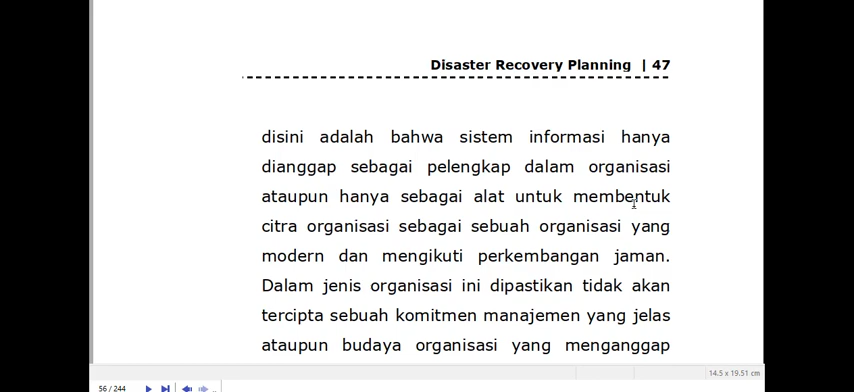 Disaster Recovery Planning | 47
disini adalah bahwa sistem informasi hanya
dianggap sebagai pelengkap dalam organisasi
ataupun hanya sebagai alat untuk membentuk
citra organisasi sebagai sebuah organisasi yang
modern dan mengikuti perkembangan jaman.
Dalam jenis organisasi ini dipastikan tidak akan
tercipta sebuah komitmen manajemen yang jelas
ataupun budaya organisasi yang menganggap
14.5 x 19.51 cm
56 / 244